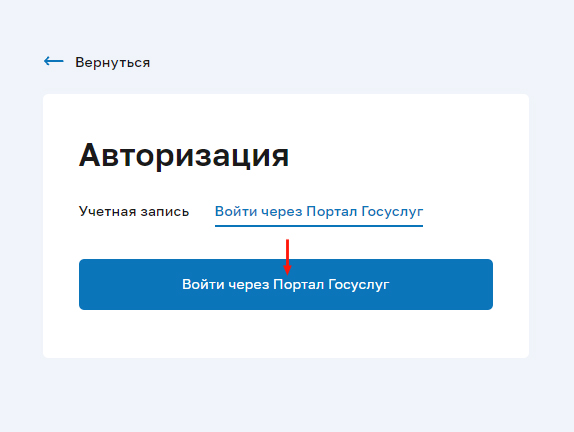 Вернуться
Авторизация
Учетная запись Войти через Портал Госуслуг
Войти через Портал Госуслуг